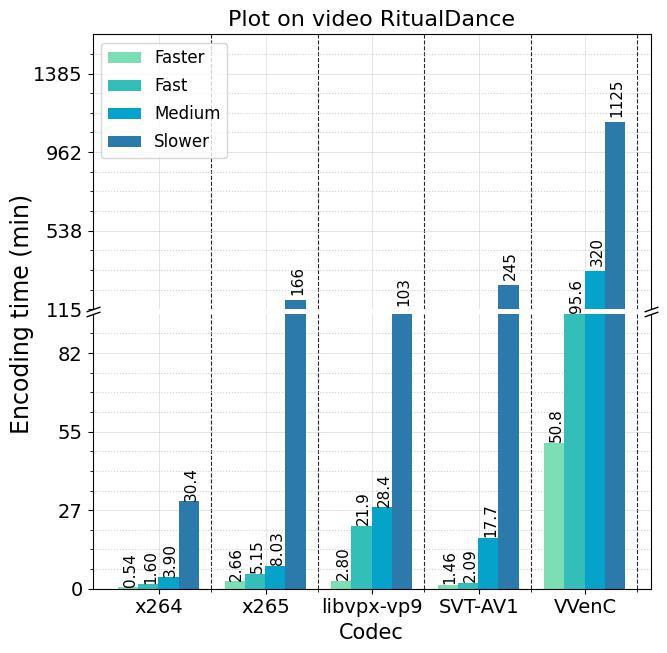 Plot on video RitualDance
Faster
Fast
Medium
Slower
Encoding time (min)
1385
962
538
115
82
55
27
0
0.54
1.60
3.90
30.4
2.66
5.15
8.03
166
2.80
21.9
28.4
103
1.46
2.09
17.7
245
50.8
95.6
320
1125
x264
x265
libvpx-vp9
SVT-AV1
VVenC
Codec